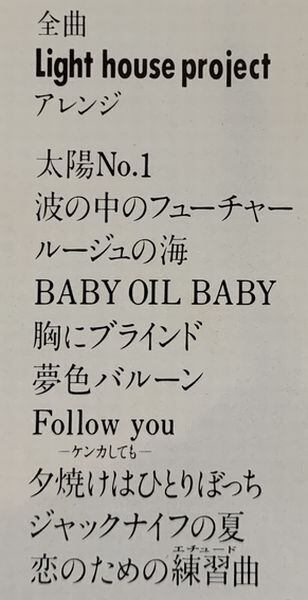 全曲
Light house project
アレンジ
太陽No.1
波の中のフューチャー
ルージュの海
BABY OIL BABY
胸にブラインド
夢色バルーン
Follow you
—ケンカしても—
夕焼けはひとりぼっち
ジャックナイフの夏
エチュード
恋のための練習曲